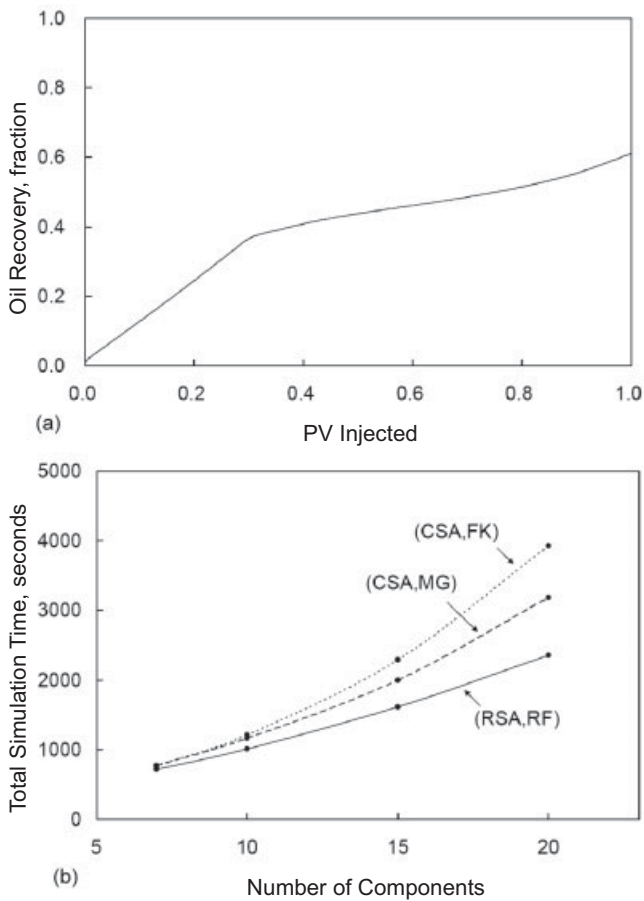 1.0
0.8
0.6
0.4
0.2
0.0
Oil Recovery, fraction
0.0 0.2 0.4 0.6 0.8 1.0
(a)
PV Injected
5000
4000
3000
2000
1000
0
Total Simulation Time, seconds
(CSA,FK)
(CSA,MG)
(RSA,RF)
5 10 15 20
(b)
Number of Components